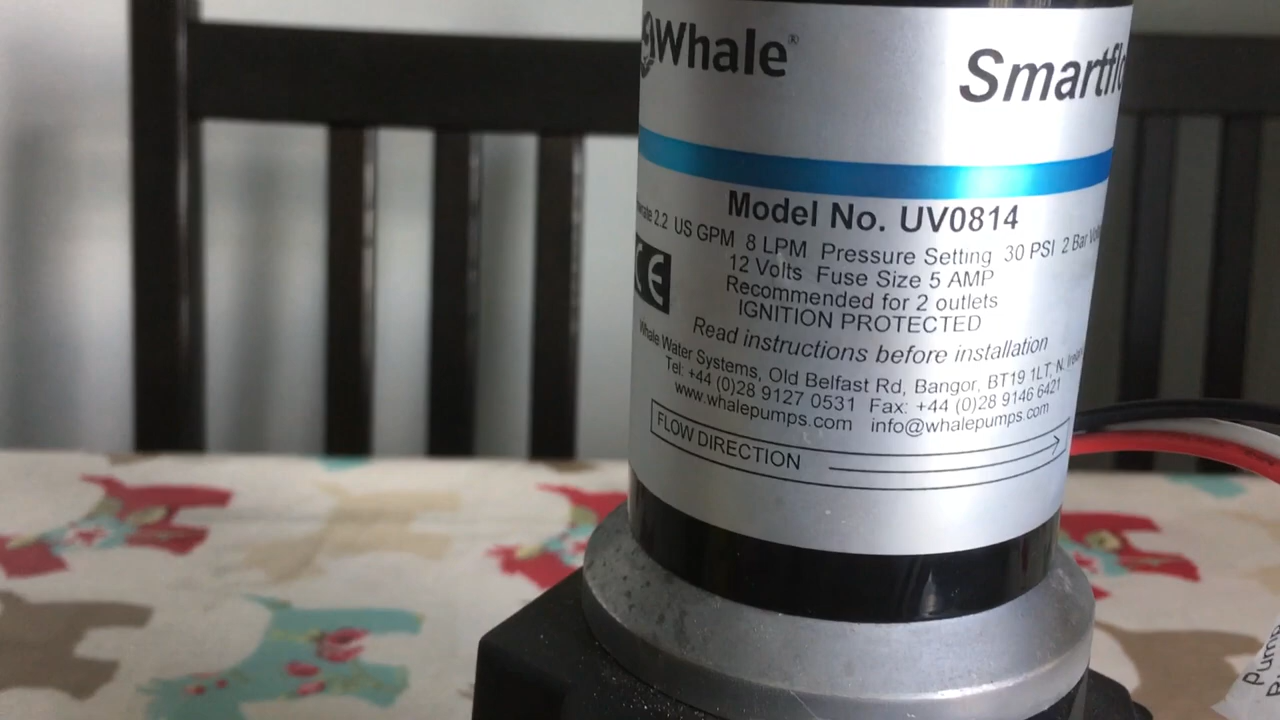 Whale®
Smartflo
Model No. UV0814
2.2 US GPM 8 LPM Pressure Setting 30 PSI 2 Bar
12 Volts Fuse Size 5 AMP
CE
Recommended for 2 outlets
IGNITION PROTECTED
Read instructions before installation
Whale Water Systems, Old Belfast Rd, Bangor, BT19 1LT, N.
Tel: +44 (0)28 9127 0531 Fax: +44 (0)28 9146 6421
www.whalepumps.com info@whalepumps.com
FLOW DIRECTION
Pump